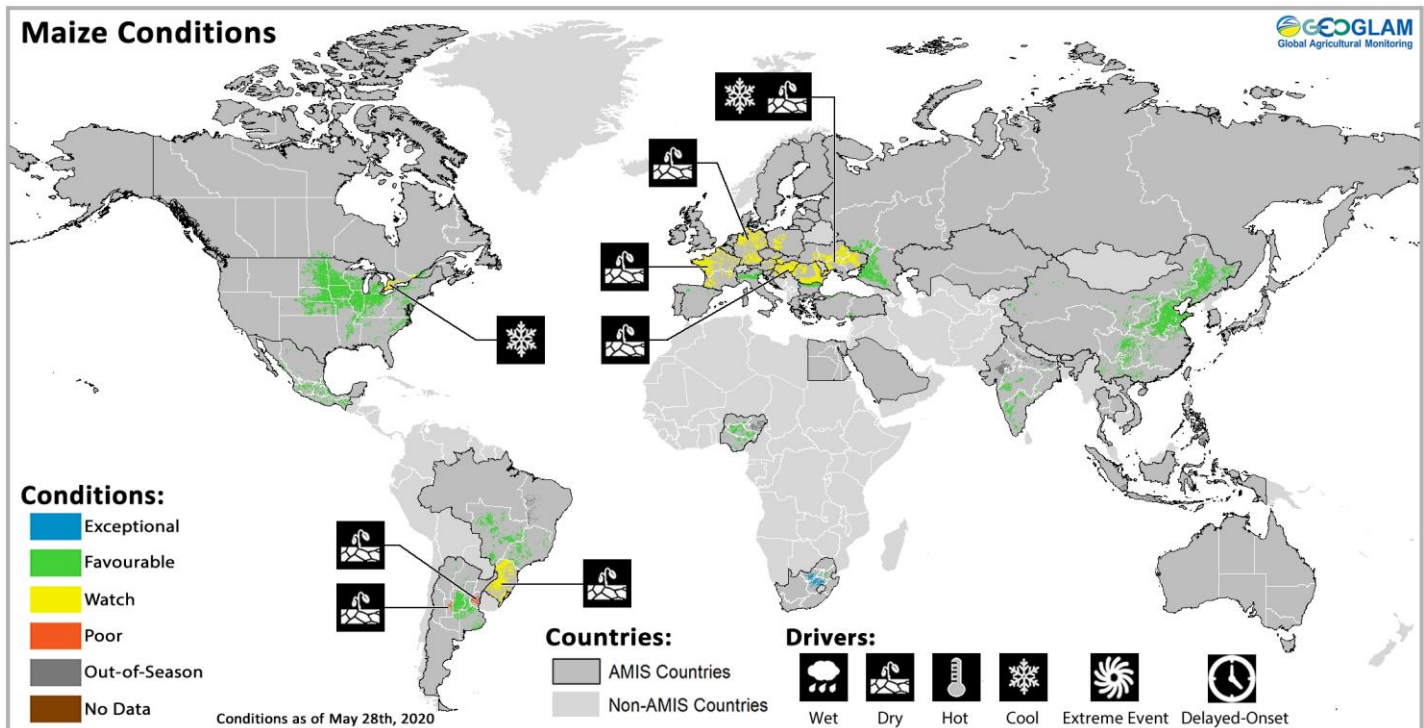 Maize Conditions
GEOGLAM
Global Agricultural Monitoring
Conditions:
Exceptional
Favourable
Watch
Poor
Out-of-Season
No Data
Conditions as of May 28th, 2020
Countries:
AMIS Countries
Non-AMIS Countries
Drivers:
Wet
Dry
Hot
Cool
Extreme Event
Delayed-Onset